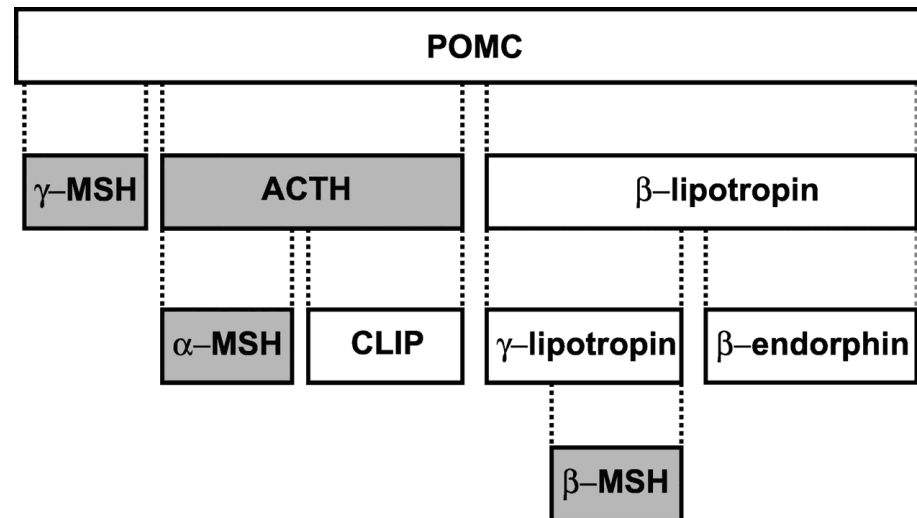 POMC
γ–MSH
ACTH
β–lipotropin
α–MSH
CLIP
γ–lipotropin
β–endorphin
β–MSH